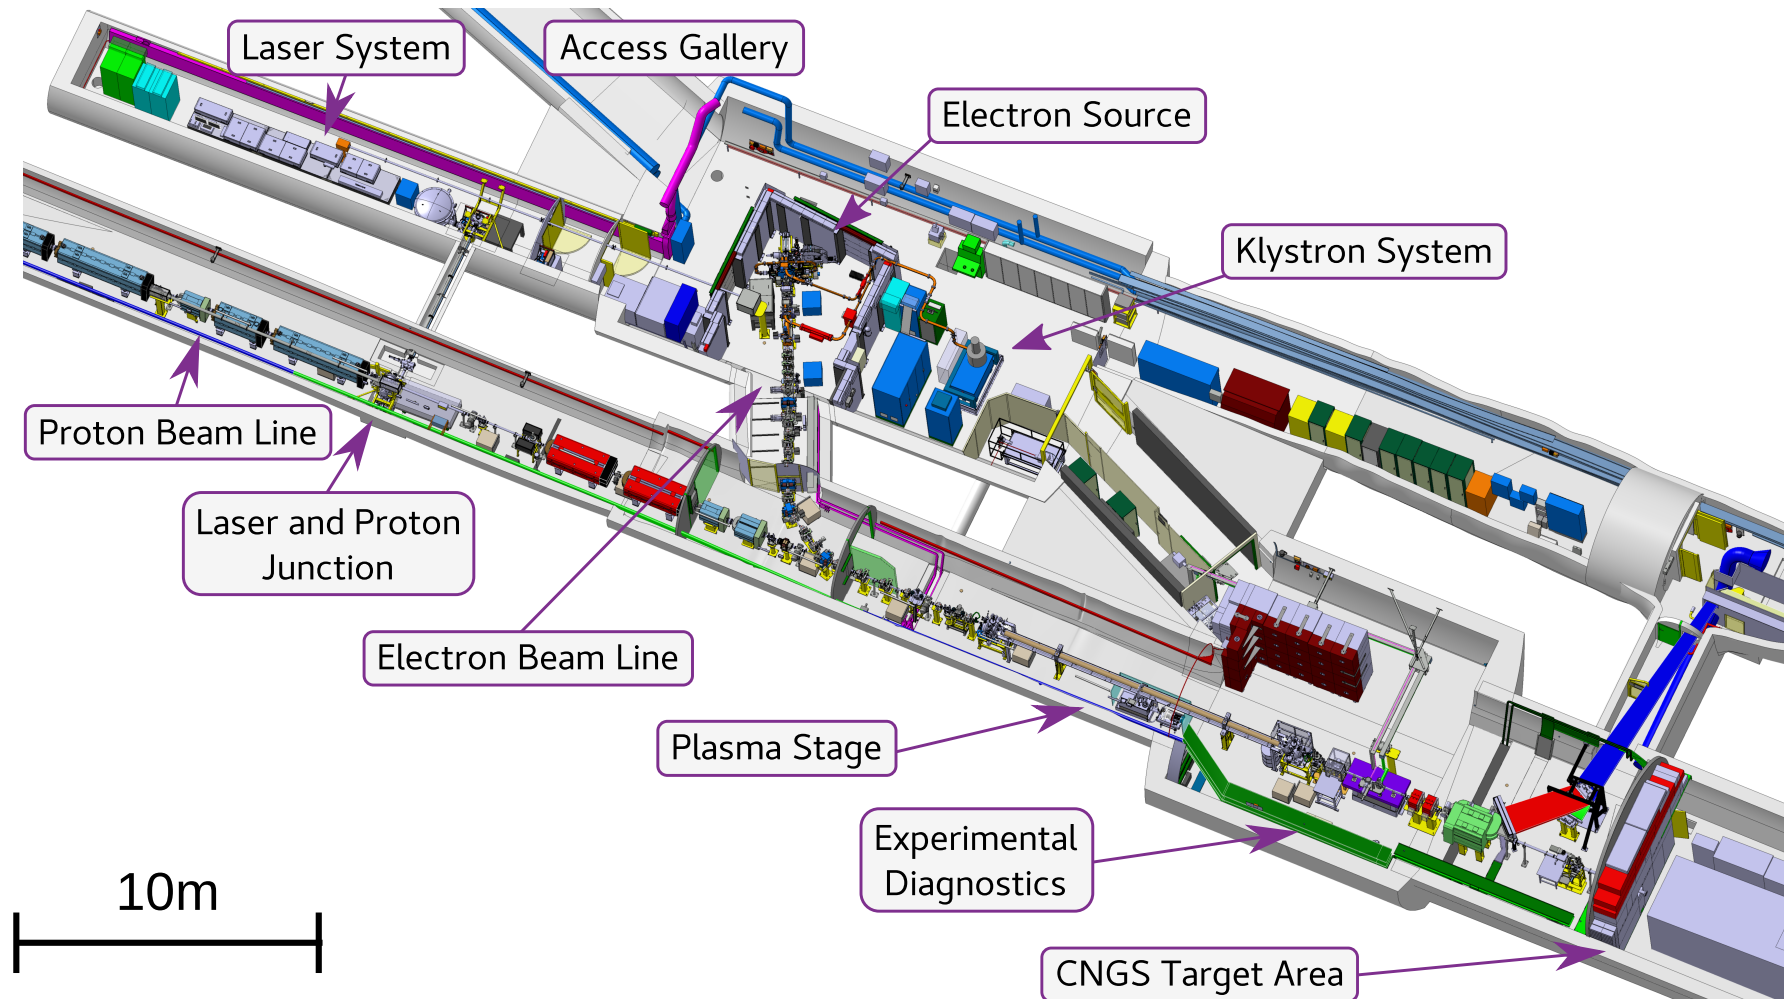 Laser System
Access Gallery
Electron Source
Klystron System
Proton Beam Line
Laser and Proton
Junction
Electron Beam Line
Plasma Stage
Experimental
Diagnostics
10m
CNGS Target Area